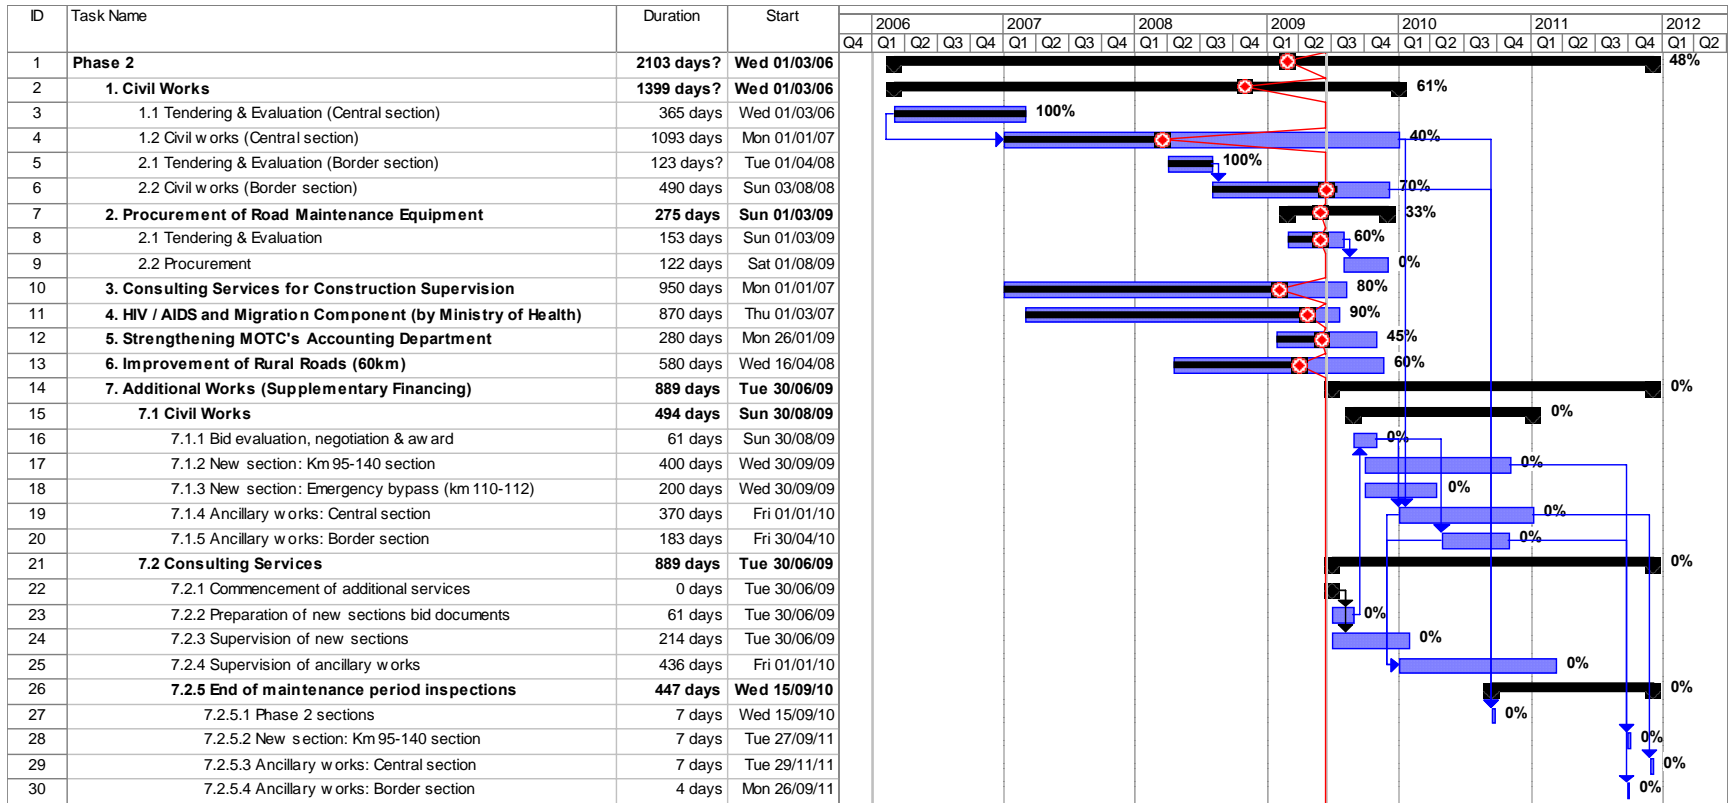 ID Task Name Duration Start 2006 2007 2008 2009 2010 2011 2012
Q4 Q1 Q2 Q3 Q4 Q1 Q2 Q3 Q4 Q1 Q2 Q3 Q4 Q1 Q2 Q3 Q4 Q1 Q2 Q3 Q4 Q1 Q2 Q3 Q4 Q1 Q2
1 Phase 2 2103 days? Wed 01/03/06 48%
2 1. Civil Works 1399 days? Wed 01/03/06 61%
3 1.1 Tendering & Evaluation (Central section) 365 days Wed 01/03/06 100%
4 1.2 Civil works (Central section) 1093 days Mon 01/01/07 40%
5 2.1 Tendering & Evaluation (Border section) 123 days? Tue 01/04/08 100%
6 2.2 Civil works (Border section) 490 days Sun 03/08/08 70%
7 2. Procurement of Road Maintenance Equipment 275 days Sun 01/03/09 33%
8 2.1 Tendering & Evaluation 153 days Sun 01/03/09 60%
9 2.2 Procurement 122 days Sat 01/08/09 0%
10 3. Consulting Services for Construction Supervision 950 days Mon 01/01/07 80%
11 4. HIV / AIDS and Migration Component (by Ministry of Health) 870 days Thu 01/03/07 90%
12 5. Strengthening MOTC's Accounting Department 280 days Mon 26/01/09 45%
13 6. Improvement of Rural Roads (60km) 580 days Wed 16/04/08 60%
14 7. Additional Works (Supplementary Financing) 889 days Tue 30/06/09 0%
15 7.1 Civil Works 494 days Sun 30/08/09 0%
16 7.1.1 Bid evaluation, negotiation & award 61 days Sun 30/08/09 0%
17 7.1.2 New section: Km 95-140 section 400 days Wed 30/09/09 0%
18 7.1.3 New section: Emergency bypass (km 110-112) 200 days Wed 30/09/09 0%
19 7.1.4 Ancillary works: Central section 370 days Fri 01/01/10 0%
20 7.1.5 Ancillary works: Border section 183 days Fri 30/04/10 0%
21 7.2 Consulting Services 889 days Tue 30/06/09 0%
22 7.2.1 Commencement of additional services 0 days Tue 30/06/09
23 7.2.2 Preparation of new sections bid documents 61 days Tue 30/06/09 0%
24 7.2.3 Supervision of new sections 214 days Tue 30/06/09 0%
25 7.2.4 Supervision of ancillary works 436 days Fri 01/01/10 0%
26 7.2.5 End of maintenance period inspections 447 days Wed 15/09/10 0%
27 7.2.5.1 Phase 2 sections 7 days Wed 15/09/10 0%
28 7.2.5.2 New section: Km 95-140 section 7 days Tue 27/09/11 0%
29 7.2.5.3 Ancillary works: Central section 7 days Tue 29/11/11 0%
30 7.2.5.4 Ancillary works: Border section 4 days Mon 26/09/11 0%